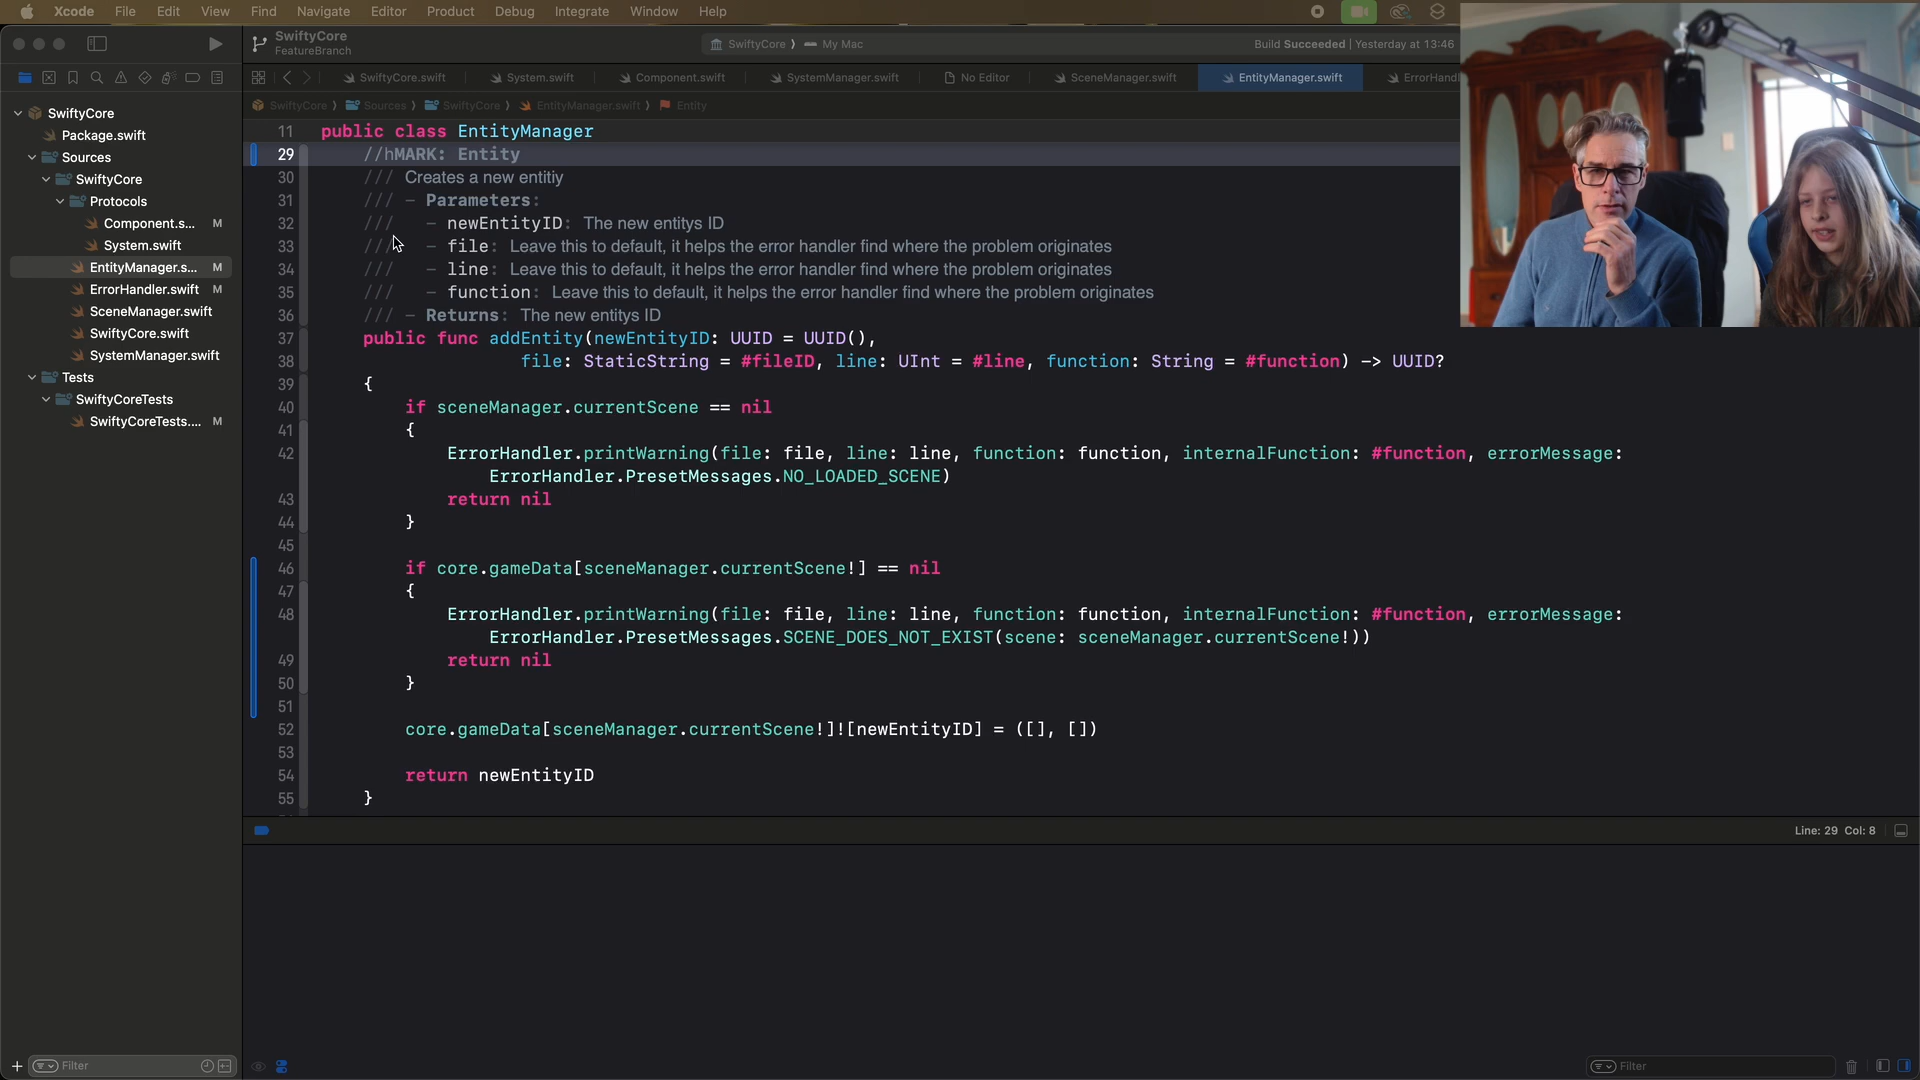 Xcode File Edit View Find Navigate Editor Product Debug Integrate Window Help
SwiftyCore
FeatureBranch
SwiftyCore ⟩ My Mac
Build Succeeded | Yesterday at 13:46
SwiftyCore.swift System.swift Component.swift SystemManager.swift No Editor SceneManager.swift EntityManager.swift ErrorHandl
SwiftyCore ⟩ Sources ⟩ SwiftyCore ⟩ EntityManager.swift ⟩ Entity
SwiftyCore
Package.swift
Sources
SwiftyCore
Protocols
Component.s... M
System.swift
EntityManager.s... M
ErrorHandler.swift M
SceneManager.swift
SwiftyCore.swift
SystemManager.swift
Tests
SwiftyCoreTests
SwiftyCoreTests.... M
11 public class EntityManager
29 //hMARK: Entity
30 /// Creates a new entitiy
31 /// - Parameters:
32 /// - newEntityID: The new entitys ID
33 /// - file: Leave this to default, it helps the error handler find where the problem originates
34 /// - line: Leave this to default, it helps the error handler find where the problem originates
35 /// - function: Leave this to default, it helps the error handler find where the problem originates
36 /// - Returns: The new entitys ID
37 public func addEntity(newEntityID: UUID = UUID(),
38 file: StaticString = #fileID, line: UInt = #line, function: String = #function) -> UUID?
39 {
40 if sceneManager.currentScene == nil
41 {
42 ErrorHandler.printWarning(file: file, line: line, function: function, internalFunction: #function, errorMessage:
ErrorHandler.PresetMessages.NO_LOADED_SCENE)
43 return nil
44 }
45
46 if core.gameData[sceneManager.currentScene!] == nil
47 {
48 ErrorHandler.printWarning(file: file, line: line, function: function, internalFunction: #function, errorMessage:
ErrorHandler.PresetMessages.SCENE_DOES_NOT_EXIST(scene: sceneManager.currentScene!))
49 return nil
50 }
51
52 core.gameData[sceneManager.currentScene!]![newEntityID] = ([], [])
53
54 return newEntityID
55 }
Line: 29 Col: 8
Filter
Filter